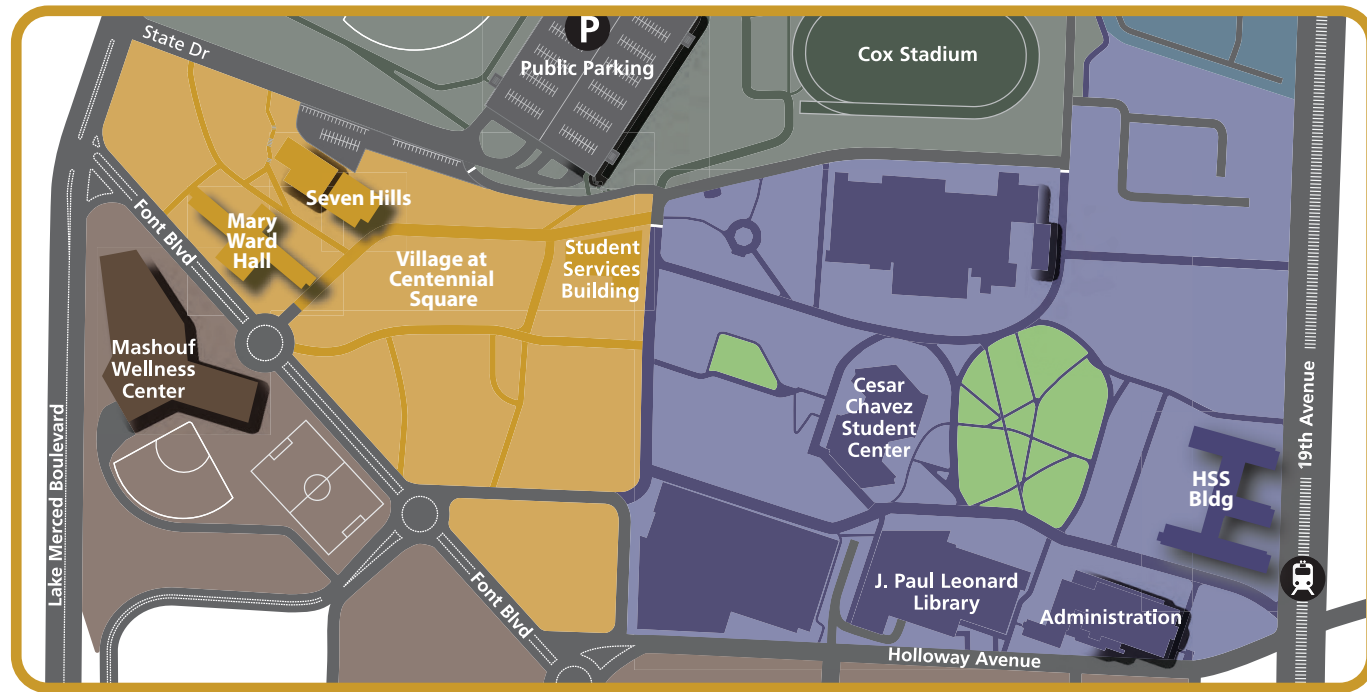 State Dr
P
Public Parking
Cox Stadium
Seven Hills
Mary
Ward
Hall
Font Blvd
Village at
Centennial
Square
Student
Services
Building
Mashouf
Wellness
Center
Cesar
Chavez
Student
Center
19th Avenue
HSS
Bldg
Lake Merced Boulevard
Font Blvd
J. Paul Leonard
Library
Administration
Holloway Avenue